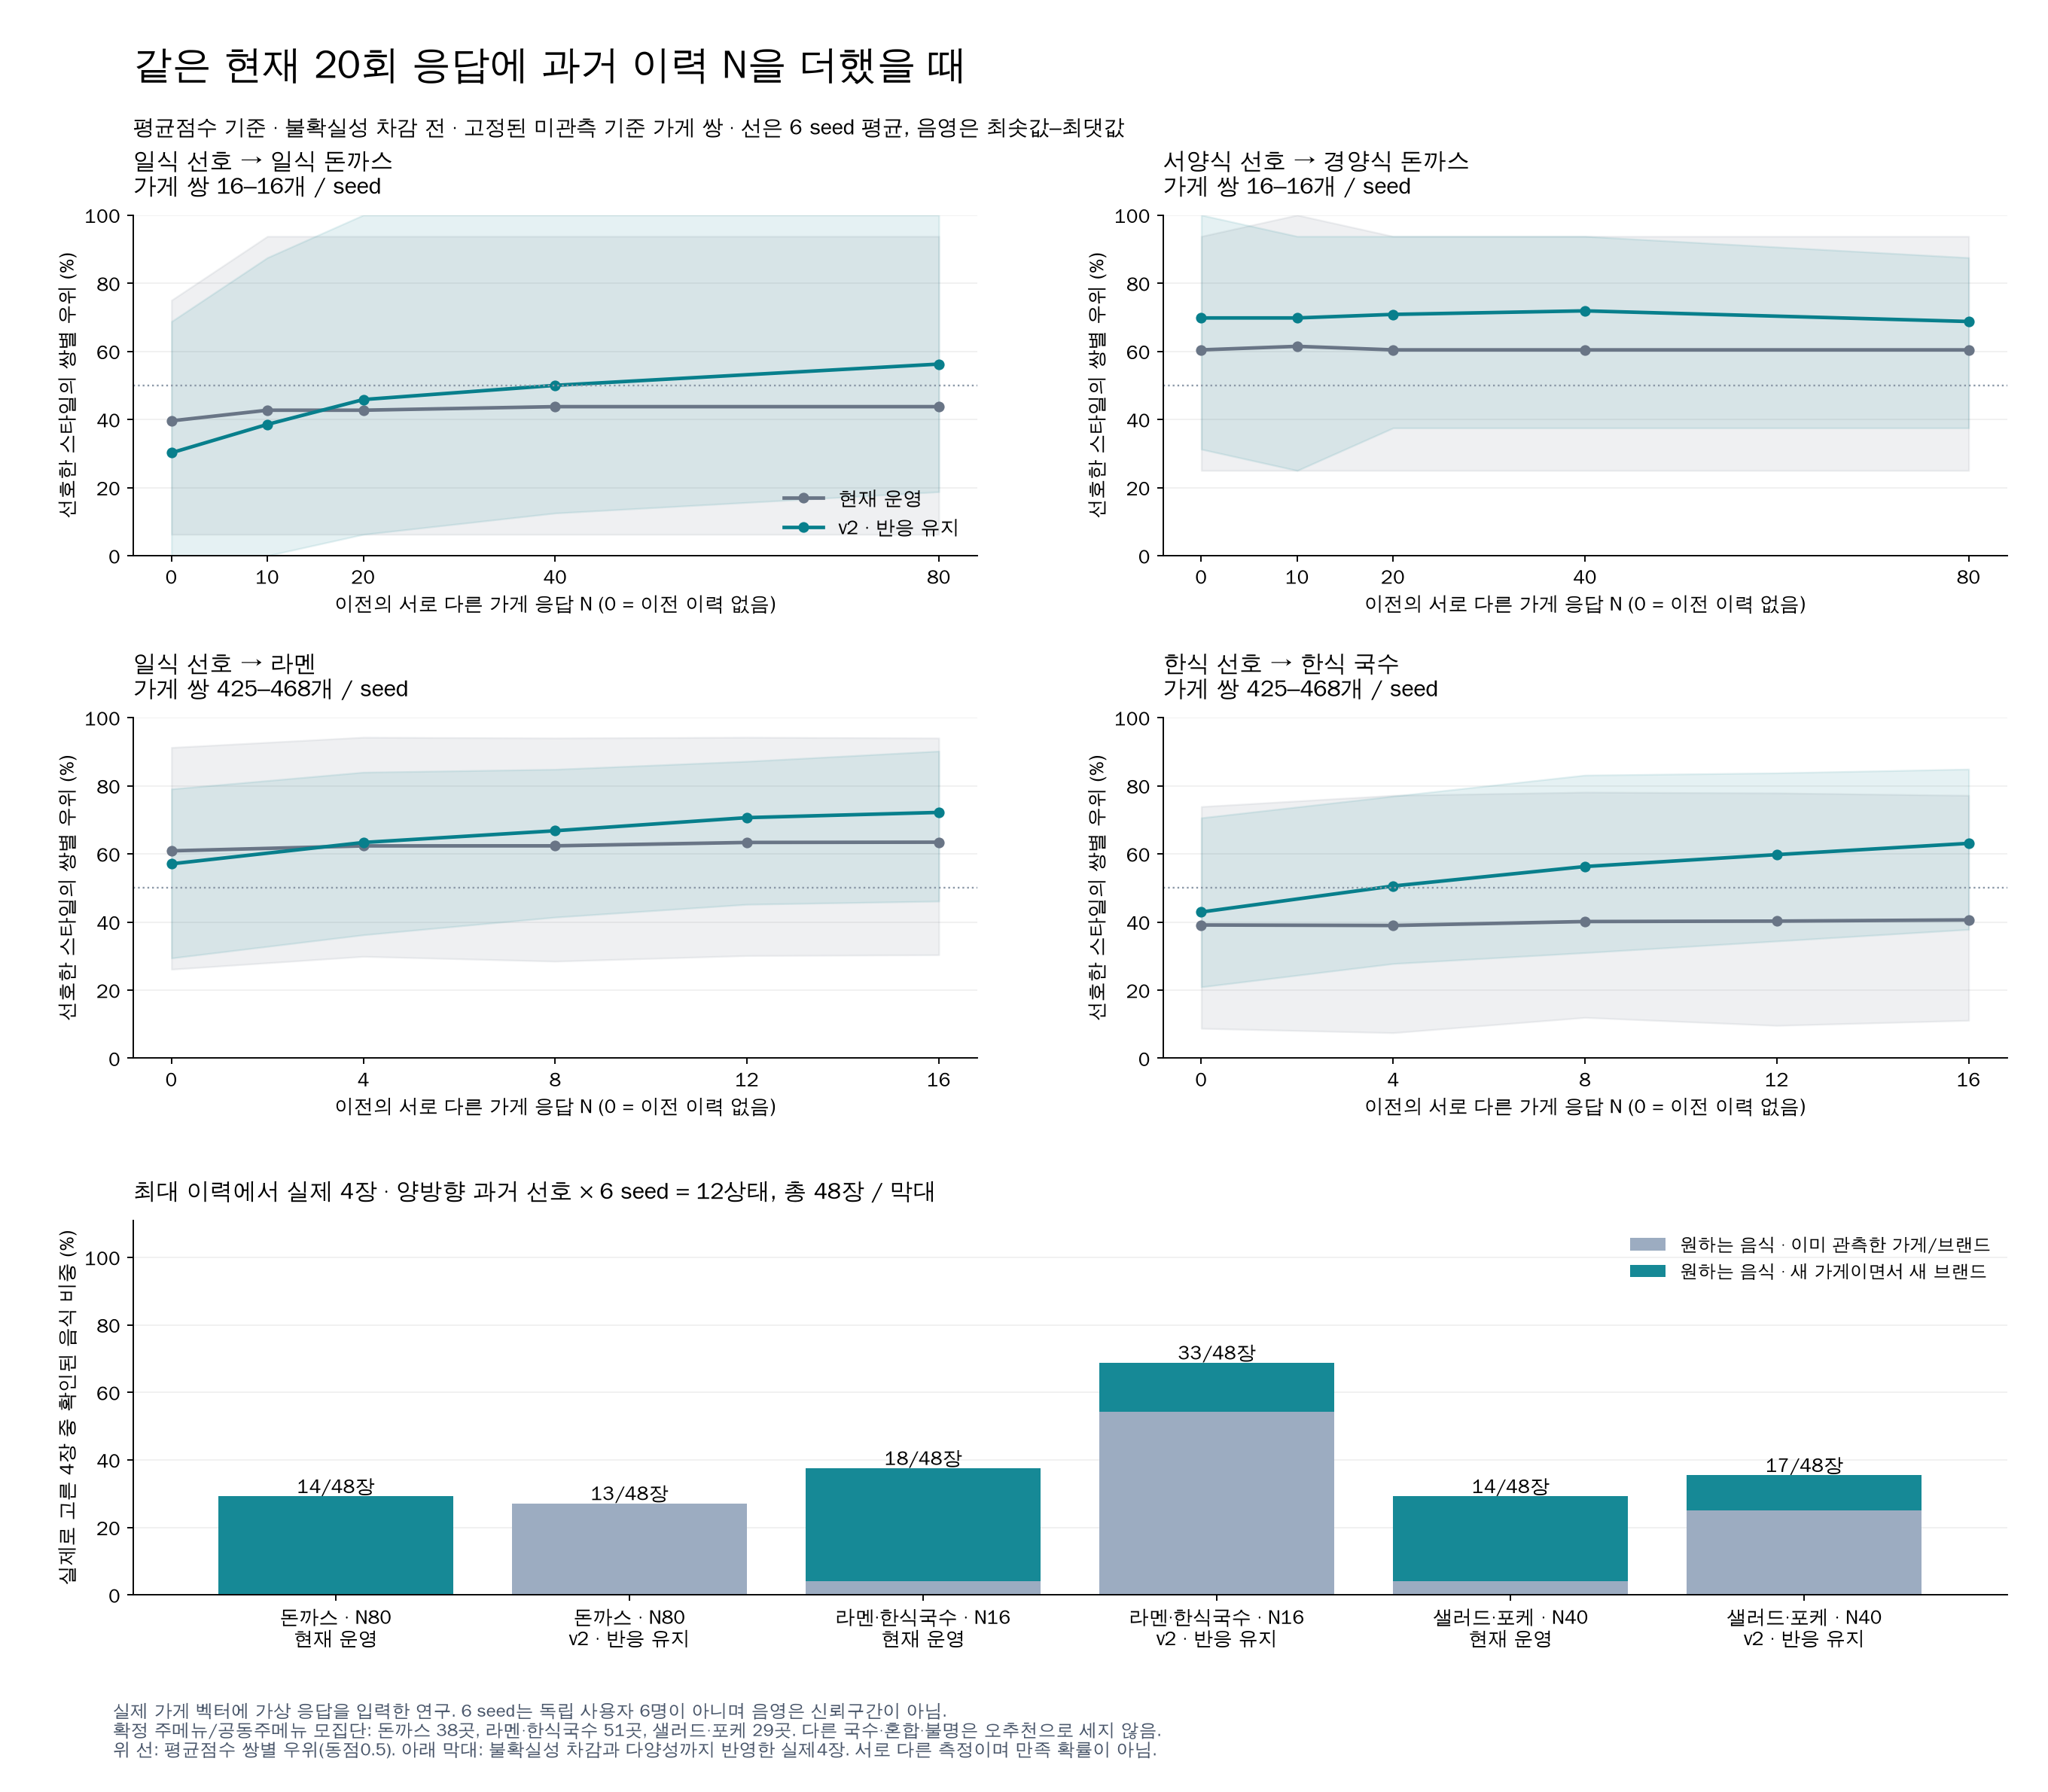 같은 현재 20회 응답에 과거 이력 N을 더했을 때
평균점수 기준 · 불확실성 차감 전 · 고정된 미관측 기준 가게 쌍 · 선은 6 seed 평균, 음영은 최솟값–최댓값
일식 선호 → 일식 돈까스
가게 쌍 16–16개 / seed
선호한 스타일의 쌍별 우위 (%)
100
80
60
40
20
0
현재 운영
v2 · 반응 유지
0 10 20 40 80
이전의 서로 다른 가게 응답 N (0 = 이전 이력 없음)
서양식 선호 → 경양식 돈까스
가게 쌍 16–16개 / seed
선호한 스타일의 쌍별 우위 (%)
100
80
60
40
20
0
0 10 20 40 80
이전의 서로 다른 가게 응답 N (0 = 이전 이력 없음)
일식 선호 → 라멘
가게 쌍 425–468개 / seed
선호한 스타일의 쌍별 우위 (%)
100
80
60
40
20
0
0 4 8 12 16
이전의 서로 다른 가게 응답 N (0 = 이전 이력 없음)
한식 선호 → 한식 국수
가게 쌍 425–468개 / seed
선호한 스타일의 쌍별 우위 (%)
100
80
60
40
20
0
0 4 8 12 16
이전의 서로 다른 가게 응답 N (0 = 이전 이력 없음)
최대 이력에서 실제 4장 · 양방향 과거 선호 × 6 seed = 12상태, 총 48장 / 막대
실제로 고른 4장 중 확인된 음식 비중 (%)
100
80
60
40
20
0
원하는 음식 · 이미 관측한 가게/브랜드
원하는 음식 · 새 가게이면서 새 브랜드
14/48장
13/48장
18/48장
33/48장
14/48장
17/48장
돈까스 · N80
현재 운영
돈까스 · N80
v2 · 반응 유지
라멘·한식국수 · N16
현재 운영
라멘·한식국수 · N16
v2 · 반응 유지
샐러드·포케 · N40
현재 운영
샐러드·포케 · N40
v2 · 반응 유지
실제 가게 벡터에 가상 응답을 입력한 연구. 6 seed는 독립 사용자 6명이 아니며 음영은 신뢰구간이 아님.
확정 주메뉴/공동주메뉴 모집단: 돈까스 38곳, 라멘·한식국수 51곳, 샐러드·포케 29곳. 다른 국수·혼합·불명은 오추천으로 세지 않음.
위 선: 평균점수 쌍별 우위(동점0.5). 아래 막대: 불확실성 차감과 다양성까지 반영한 실제4장. 서로 다른 측정이며 만족 확률이 아님.